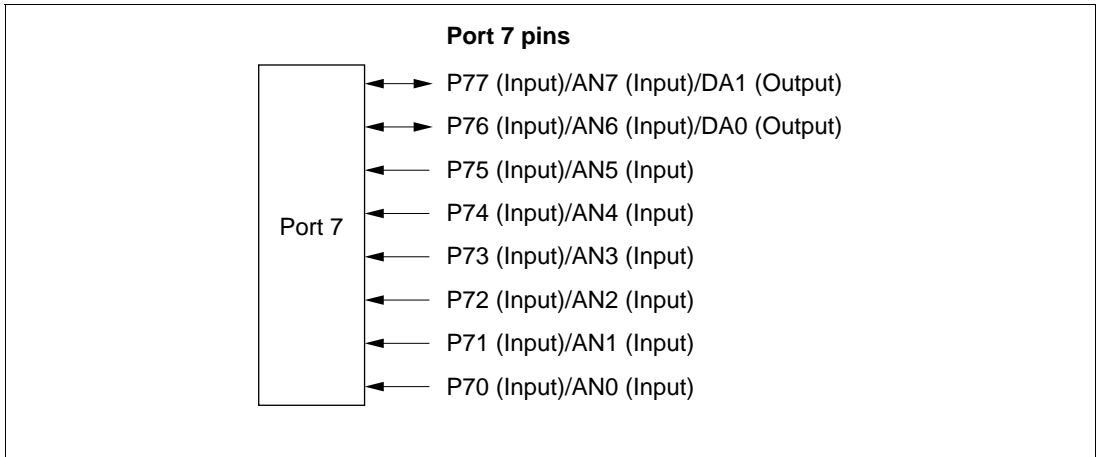 Port 7 pins
P77 (Input)/AN7 (Input)/DA1 (Output)
P76 (Input)/AN6 (Input)/DA0 (Output)
P75 (Input)/AN5 (Input)
P74 (Input)/AN4 (Input)
Port 7
P73 (Input)/AN3 (Input)
P72 (Input)/AN2 (Input)
P71 (Input)/AN1 (Input)
P70 (Input)/AN0 (Input)